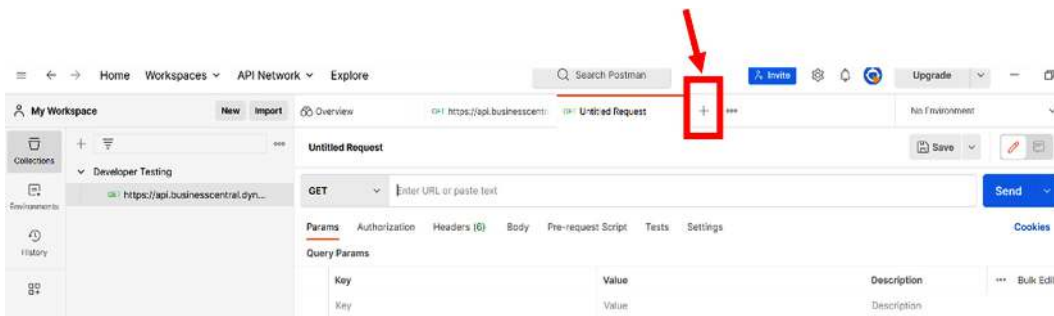 Home Workspaces API Network Explore Search Postman Invite Upgrade
My Workspace New Import Overview GET https://api.businesscentr GET Untitled Request No Environment
Collections
Developer Testing
GET https://api.businesscentral.dyn...
Environments
History
Untitled Request Save
GET Enter URL or paste text Send
Params Authorization Headers (6) Body Pre-request Script Tests Settings Cookies
Query Params
Key Value Description Bulk Edit
Key Value Description